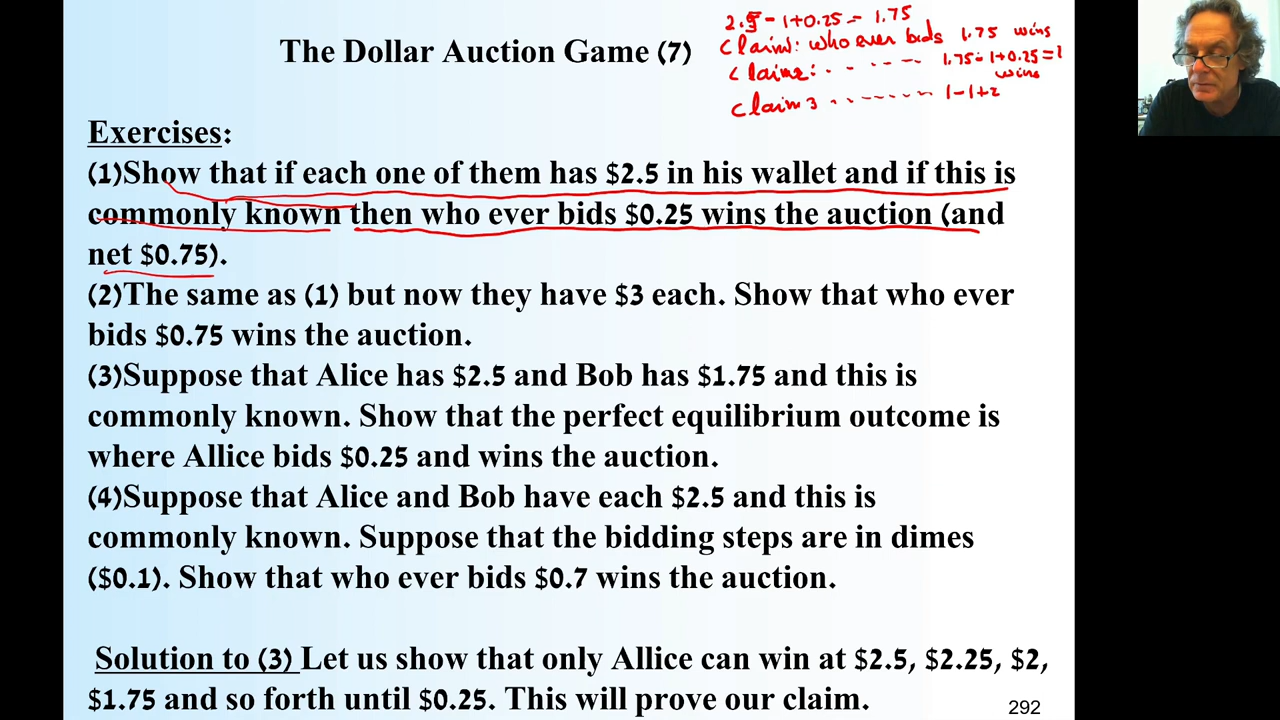 The Dollar Auction Game (7)
2.5 - 1 + 0.25 = 1.75
Claim1: who ever bids 1.75 wins
Claim2: - - - - - - - 1.75 - 1 + 0.25 = 1
wins
Claim 3 - - - - - - - - 1 - 1 + 2
Exercises:
(1)Show that if each one of them has $2.5 in his wallet and if this is
commonly known then who ever bids $0.25 wins the auction (and
net $0.75).
(2)The same as (1) but now they have $3 each. Show that who ever
bids $0.75 wins the auction.
(3)Suppose that Alice has $2.5 and Bob has $1.75 and this is
commonly known. Show that the perfect equilibrium outcome is
where Allice bids $0.25 and wins the auction.
(4)Suppose that Alice and Bob have each $2.5 and this is
commonly known. Suppose that the bidding steps are in dimes
($0.1). Show that who ever bids $0.7 wins the auction.
Solution to (3) Let us show that only Allice can win at $2.5, $2.25, $2,
$1.75 and so forth until $0.25. This will prove our claim.
292